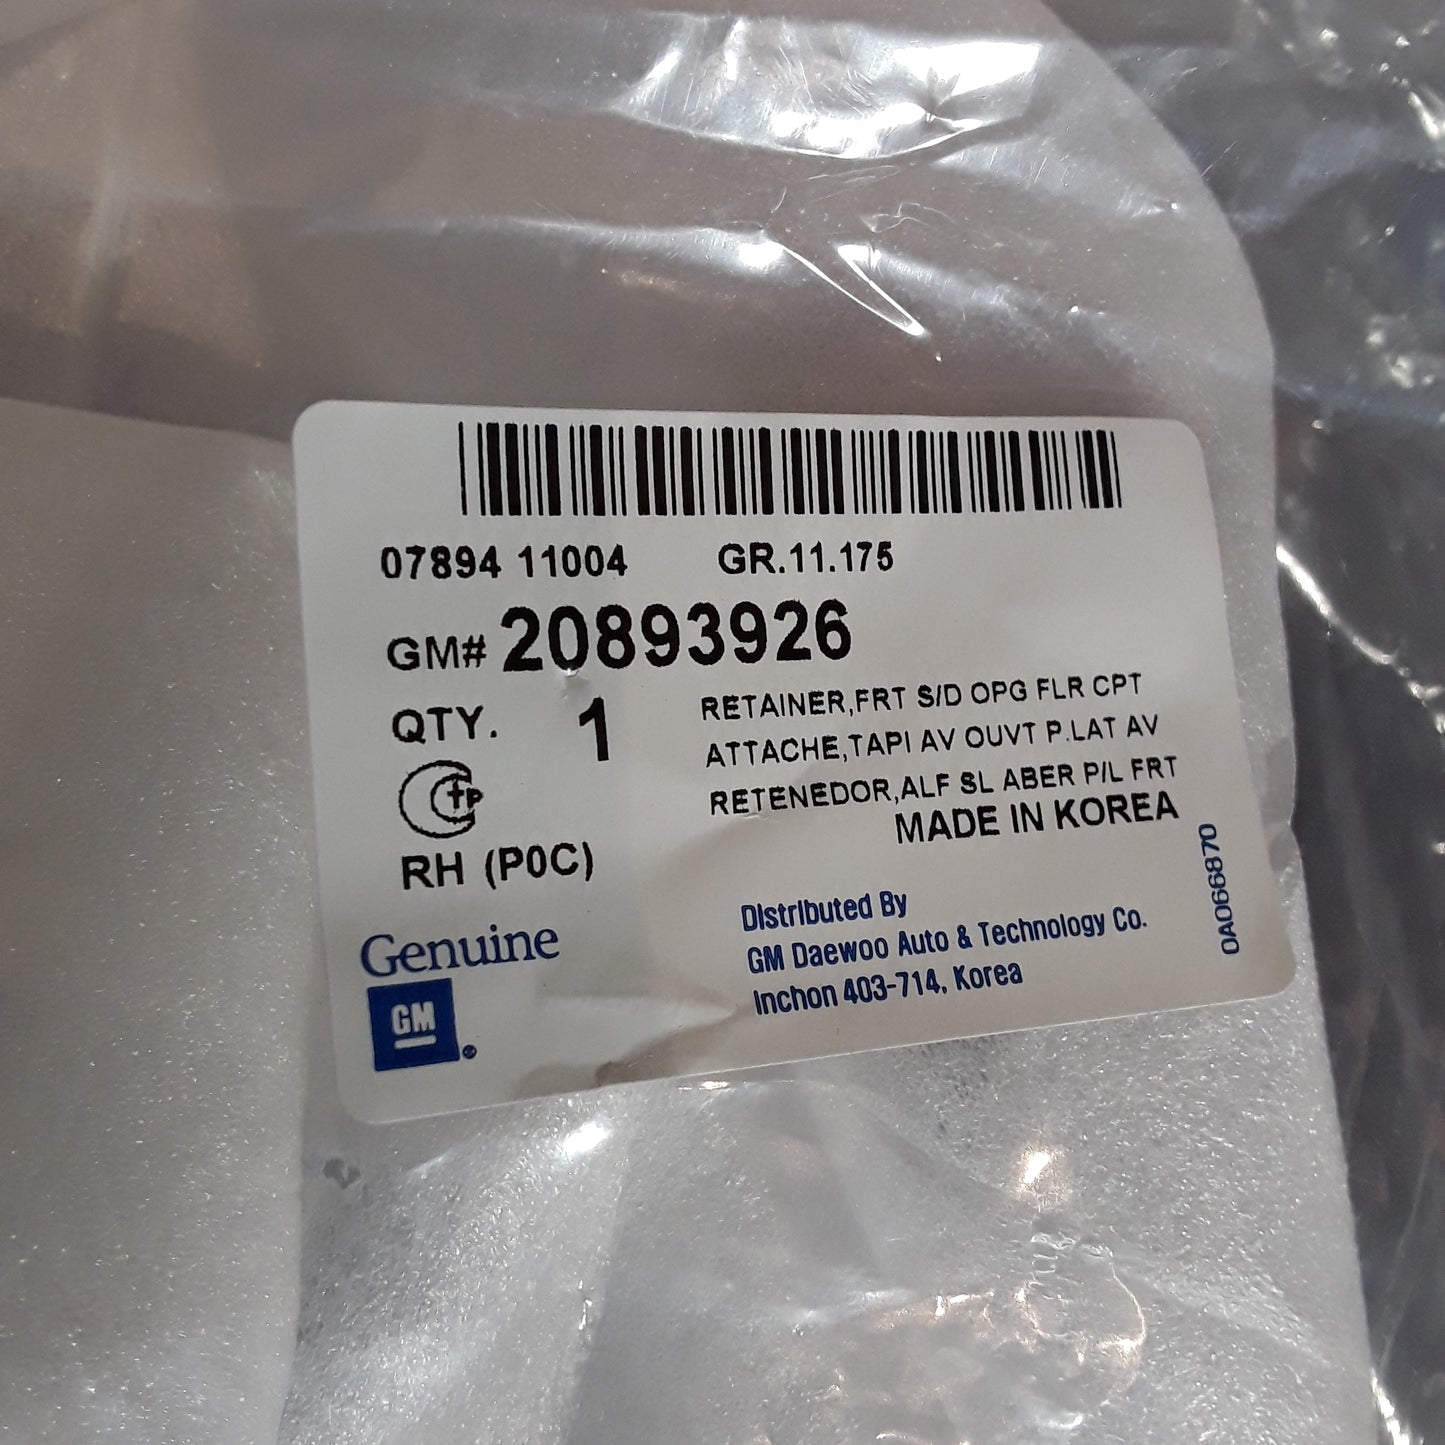 07894 11004 GR.11.175
GM# 20893926
QTY. 1
RETAINER,FRT S/D OPG FLR CPT
ATTACHE,TAPI AV OUVT P.LAT AV
RETENEDOR,ALF SL ABER P/L FRT
MADE IN KOREA
RH (P0C)
Genuine
GM®
Distributed By
GM Daewoo Auto & Technology Co.
Inchon 403-714, Korea
0A066870